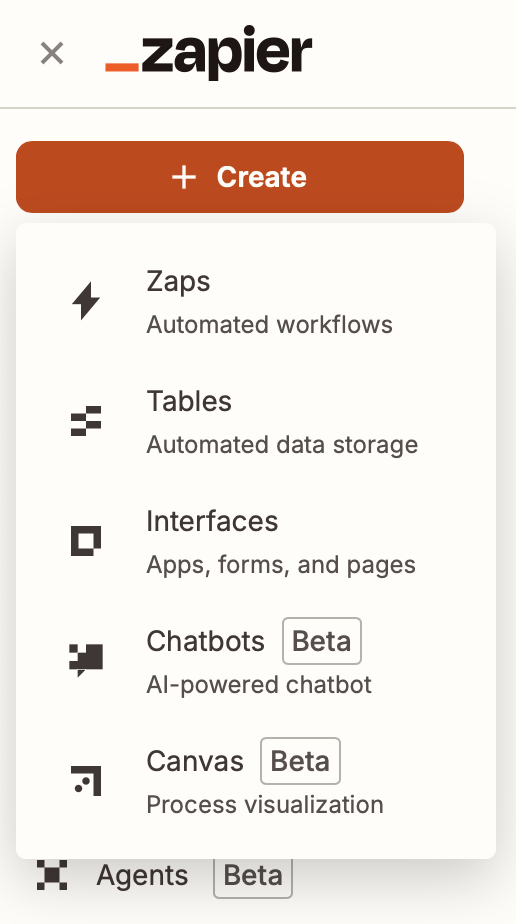 zapier
Create
Zaps
Automated workflows
Tables
Automated data storage
Interfaces
Apps, forms, and pages
Chatbots Beta
AI-powered chatbot
Canvas Beta
Process visualization
Agents Beta